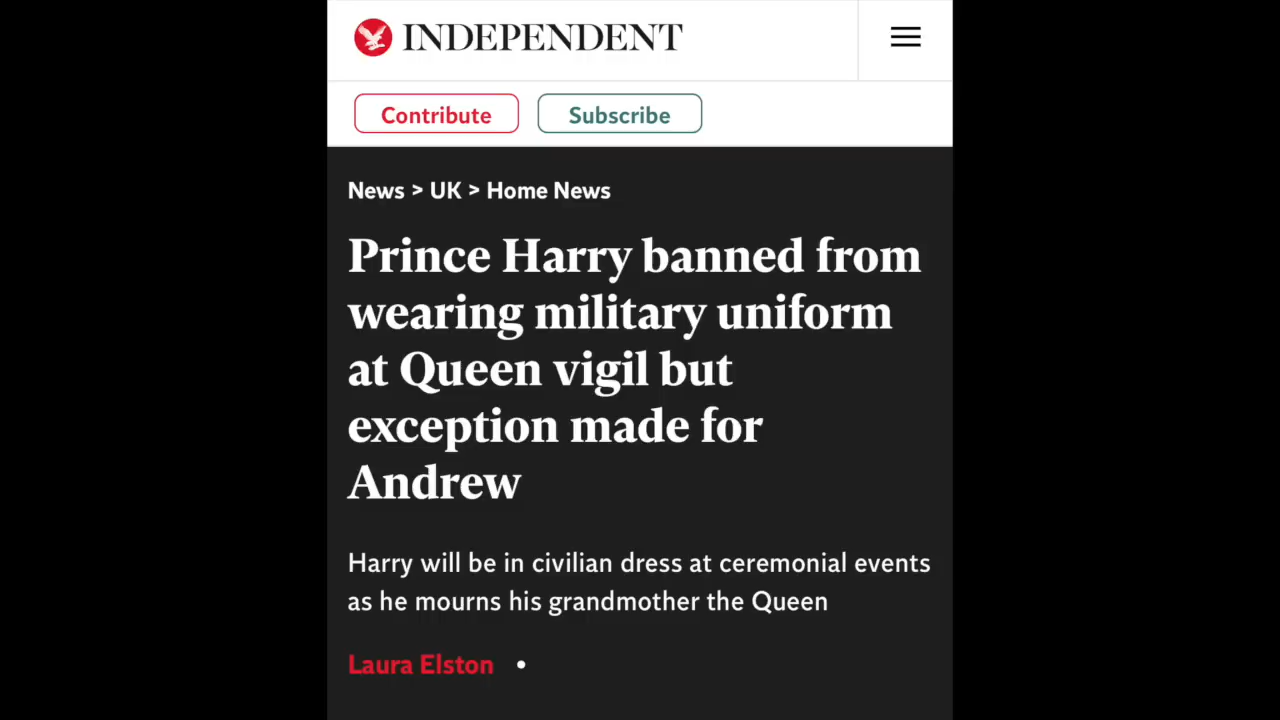 INDEPENDENT
Contribute
Subscribe
News > UK > Home News
Prince Harry banned from
wearing military uniform
at Queen vigil but
exception made for
Andrew
Harry will be in civilian dress at ceremonial events
as he mourns his grandmother the Queen
Laura Elston •